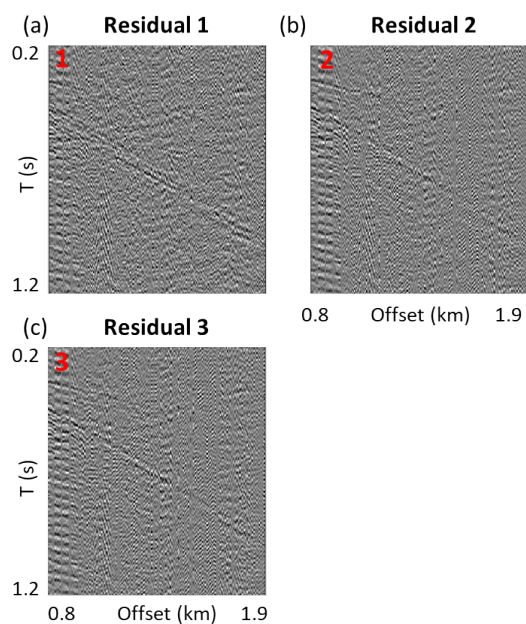 (a) Residual 1
(b) Residual 2
0.2
1
2
T (s)
1.2
0.8 Offset (km) 1.9
(c) Residual 3
0.2
3
T (s)
1.2
0.8 Offset (km) 1.9